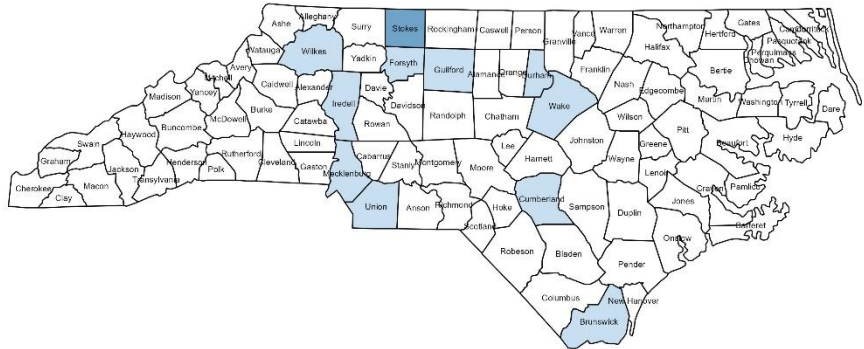 Ashe
Alleghany
Surry
Stokes
Rockingham
Caswell
Person
Granville
Vance
Warren
Northampton
Hertford
Gates
Camden
Currituck
Pasquotank
Perquimans
Chowan
Halifax
Watauga
Wilkes
Yadkin
Forsyth
Guilford
Alamance
Orange
Durham
Franklin
Nash
Edgecombe
Bertie
Mitchell
Avery
Caldwell
Alexander
Iredell
Davie
Davidson
Randolph
Chatham
Wake
Wilson
Martin
Washington
Tyrrell
Dare
Madison
Yancey
Burke
Catawba
Rowan
Johnston
Greene
Pitt
Beaufort
Hyde
Haywood
Buncombe
McDowell
Lincoln
Cabarrus
Stanly
Montgomery
Moore
Lee
Harnett
Wayne
Lenoir
Craven
Pamlico
Graham
Swain
Jackson
Henderson
Rutherford
Cleveland
Gaston
Mecklenburg
Polk
Transylvania
Cherokee
Clay
Macon
Union
Anson
Richmond
Scotland
Hoke
Cumberland
Sampson
Duplin
Jones
Onslow
Carteret
Robeson
Bladen
Pender
Columbus
New Hanover
Brunswick